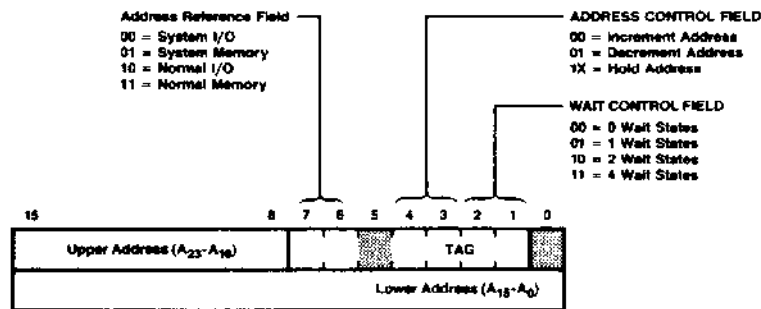 Address Reference Field
00 = System I/O
01 = System Memory
10 = Normal I/O
11 = Normal Memory
ADDRESS CONTROL FIELD
00 = Increment Address
01 = Decrement Address
1X = Hold Address
WAIT CONTROL FIELD
00 = 0 Wait States
01 = 1 Wait States
10 = 2 Wait States
11 = 4 Wait States
15 8 7 6 5 4 3 2 1 0
Upper Address (A23-A16) TAG
Lower Address (A15-A0)